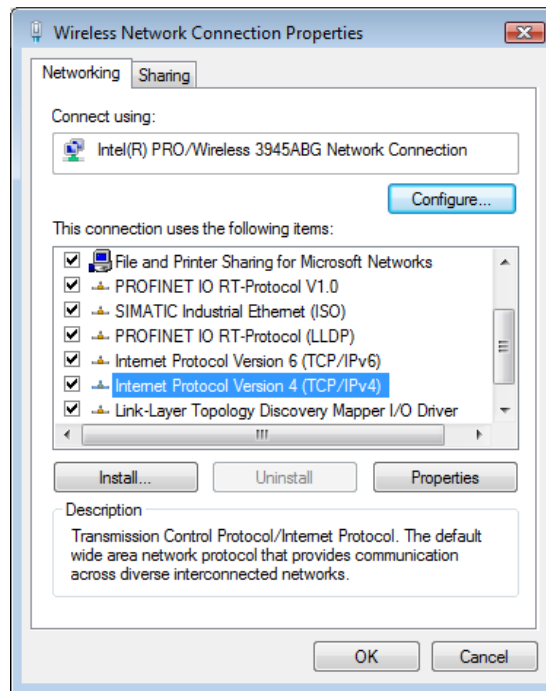 Wireless Network Connection Properties
Networking
Sharing
Connect using:
Intel(R) PRO/Wireless 3945ABG Network Connection
Configure...
This connection uses the following items:
File and Printer Sharing for Microsoft Networks
PROFINET IO RT-Protocol V1.0
SIMATIC Industrial Ethernet (ISO)
PROFINET IO RT-Protocol (LLDP)
Internet Protocol Version 6 (TCP/IPv6)
Internet Protocol Version 4 (TCP/IPv4)
Link-Layer Topology Discovery Mapper I/O Driver
Install...
Uninstall
Properties
Description
Transmission Control Protocol/Internet Protocol. The default
wide area network protocol that provides communication
across diverse interconnected networks.
OK
Cancel